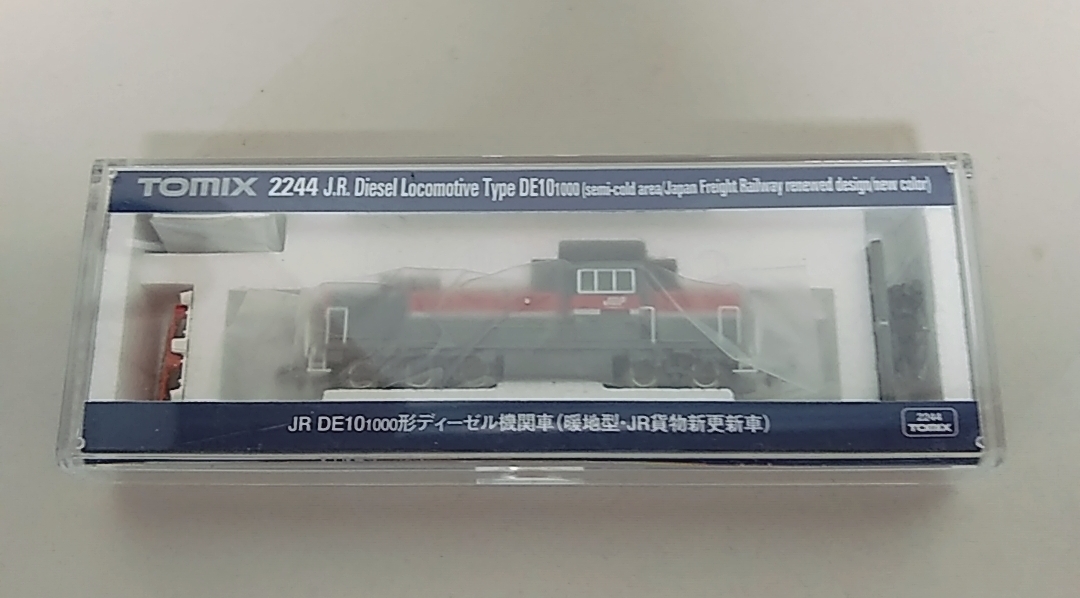 TOMIX 2244 J.R. Diesel Locomotive Type DE101000 (semi-cold area/Japan Freight Railway renewed design/new color)
JR DE101000形ディーゼル機関車(暖地型・JR貨物新更新車)
2244
TOMIX